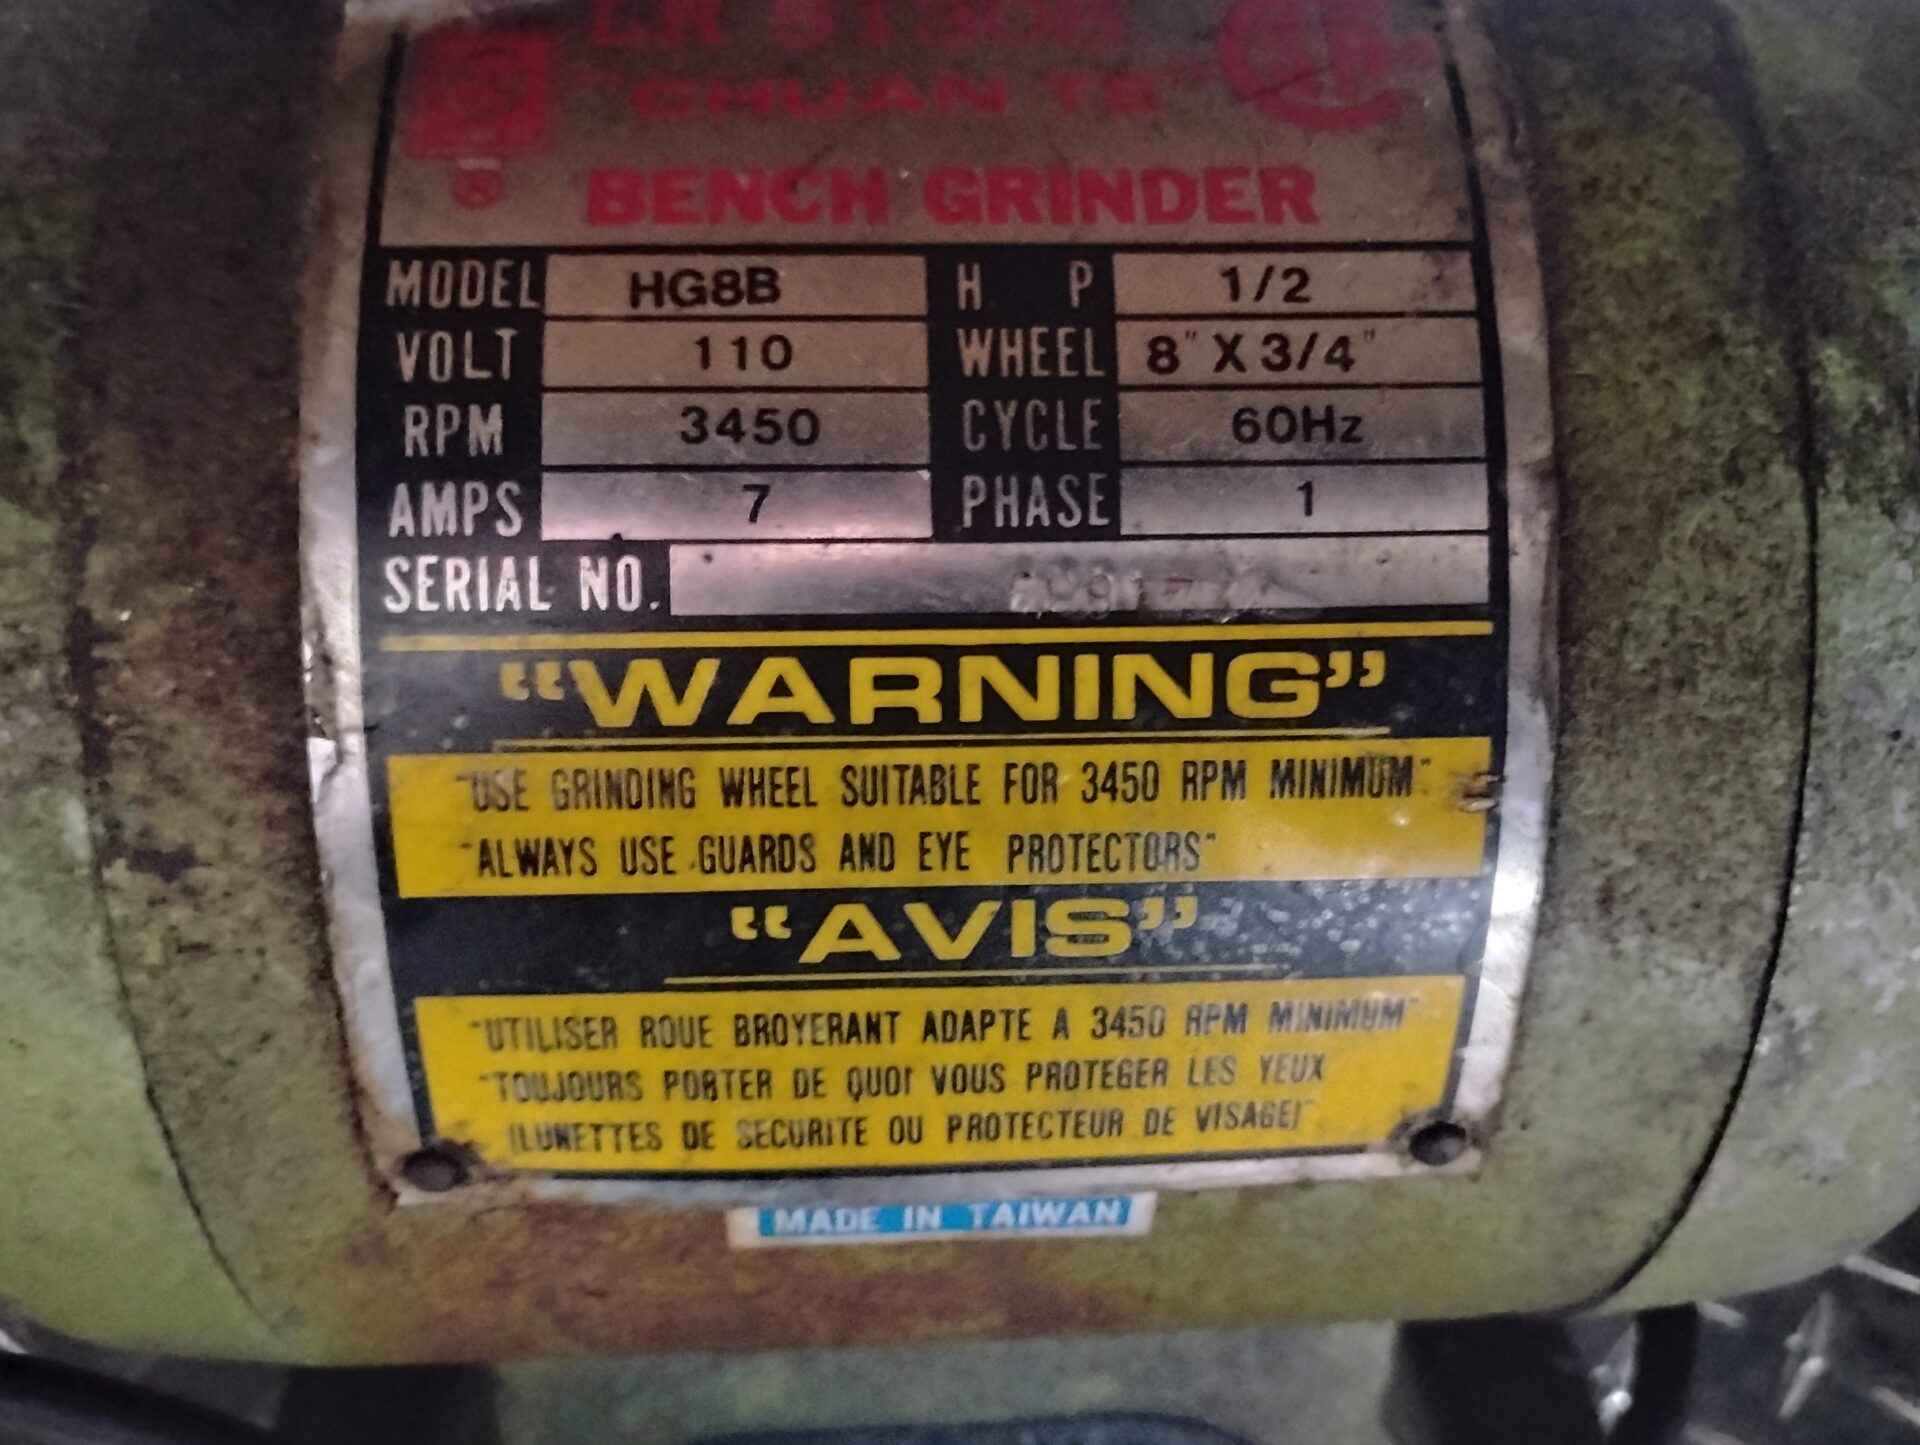 "CHUAN TE"
BENCH GRINDER
MODEL HG8B H P 1/2
VOLT 110 WHEEL 8" X 3/4"
RPM 3450 CYCLE 60Hz
AMPS 7 PHASE 1
SERIAL NO.
"WARNING"
"USE GRINDING WHEEL SUITABLE FOR 3450 RPM MINIMUM"
"ALWAYS USE GUARDS AND EYE PROTECTORS"
"AVIS"
"UTILISER ROUE BROYERANT ADAPTE A 3450 RPM MINIMUM"
"TOUJOURS PORTER DE QUOI VOUS PROTEGER LES YEUX
(LUNETTES DE SECURITE OU PROTECTEUR DE VISAGE)"
MADE IN TAIWAN